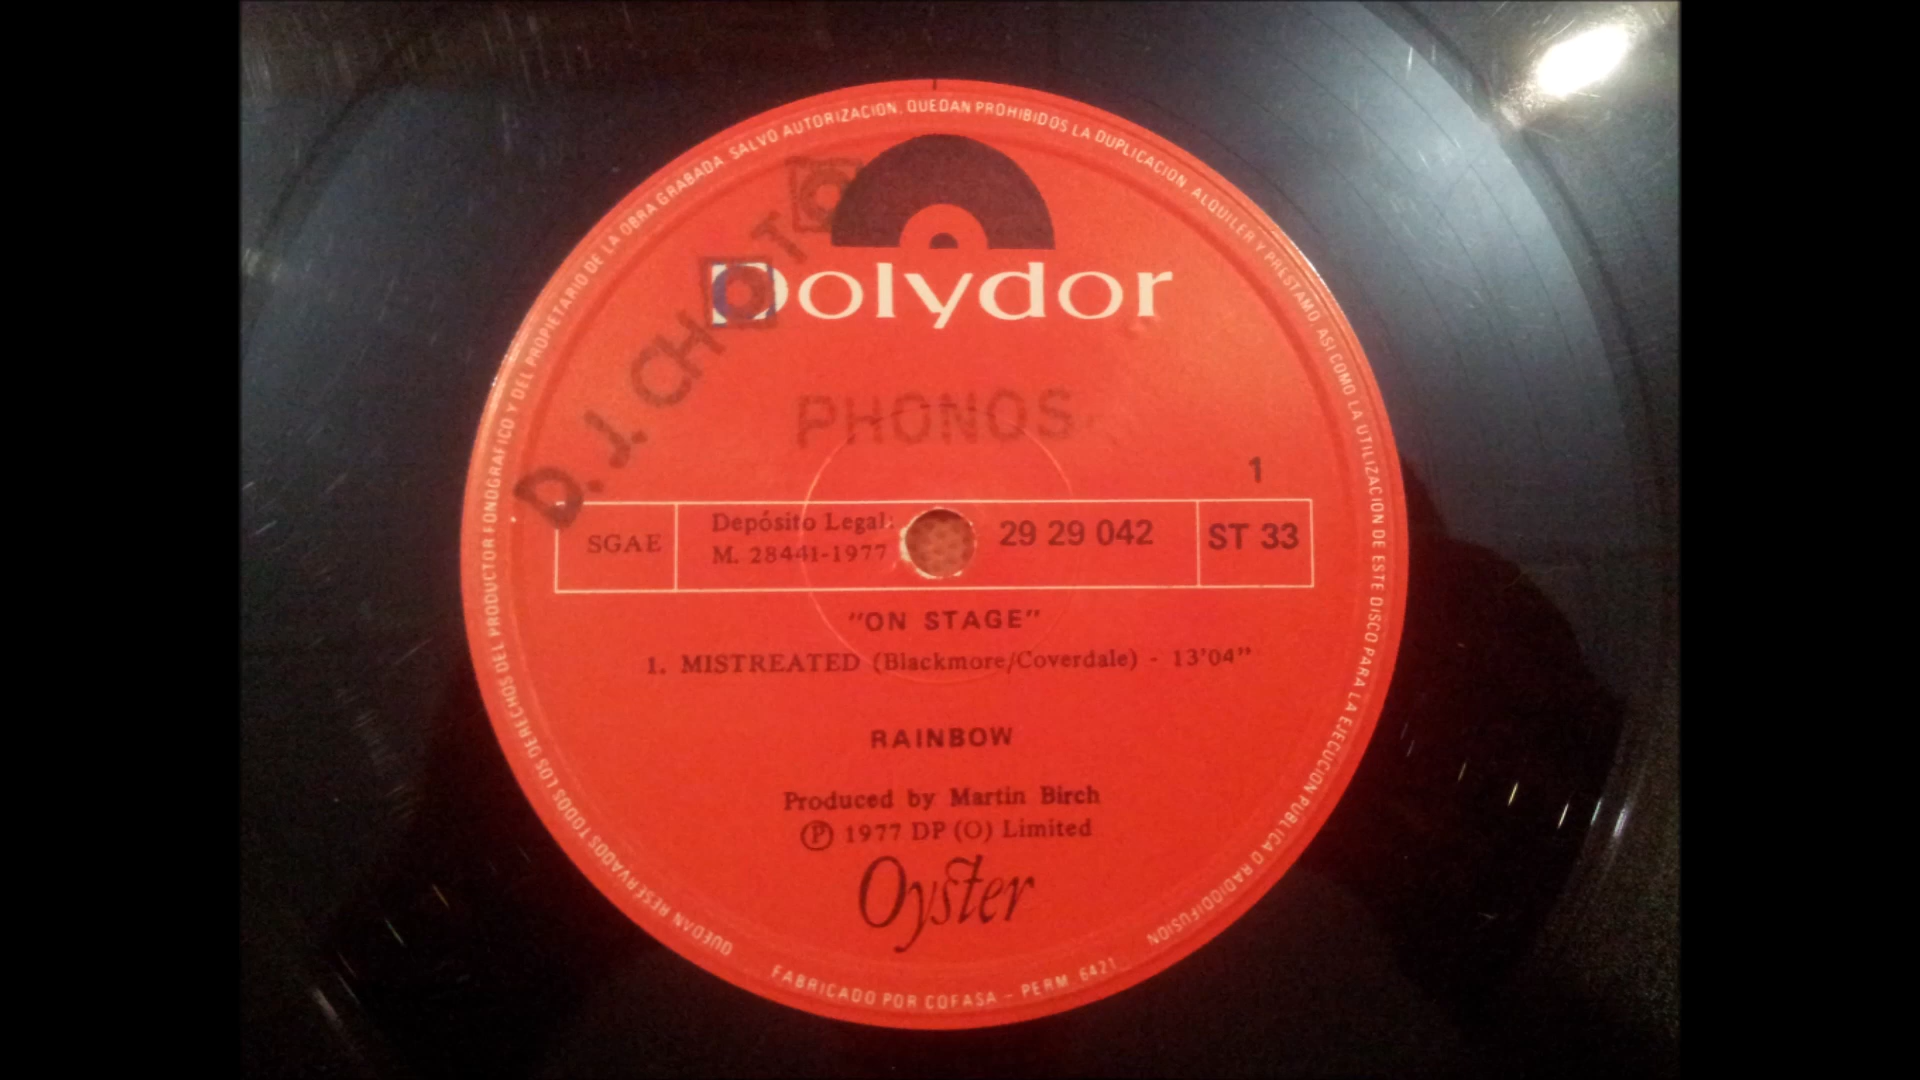 QUEDAN RESERVADOS TODOS LOS DERECHOS DEL PRODUCTOR FONOGRAFICO Y DEL PROPIETARIO DE LA OBRA GRABADA. SALVO AUTORIZACION, QUEDAN PROHIBIDOS LA DUPLICACION, ALQUILER Y PRESTAMO, ASI COMO LA UTILIZACION DE ESTE DISCO PARA LA EJECUCION PUBLICA O RADIODIFUSION
Polydor
D.J. CHOTO
PHONOS
1
SGAE
Depósito Legal:
M. 28441-1977
29 29 042
ST 33
"ON STAGE"
1. MISTREATED (Blackmore/Coverdale) - 13'04"
RAINBOW
Produced by Martin Birch
Ⓟ 1977 DP (O) Limited
Oyster
FABRICADO POR COFASA - PERM. 6421